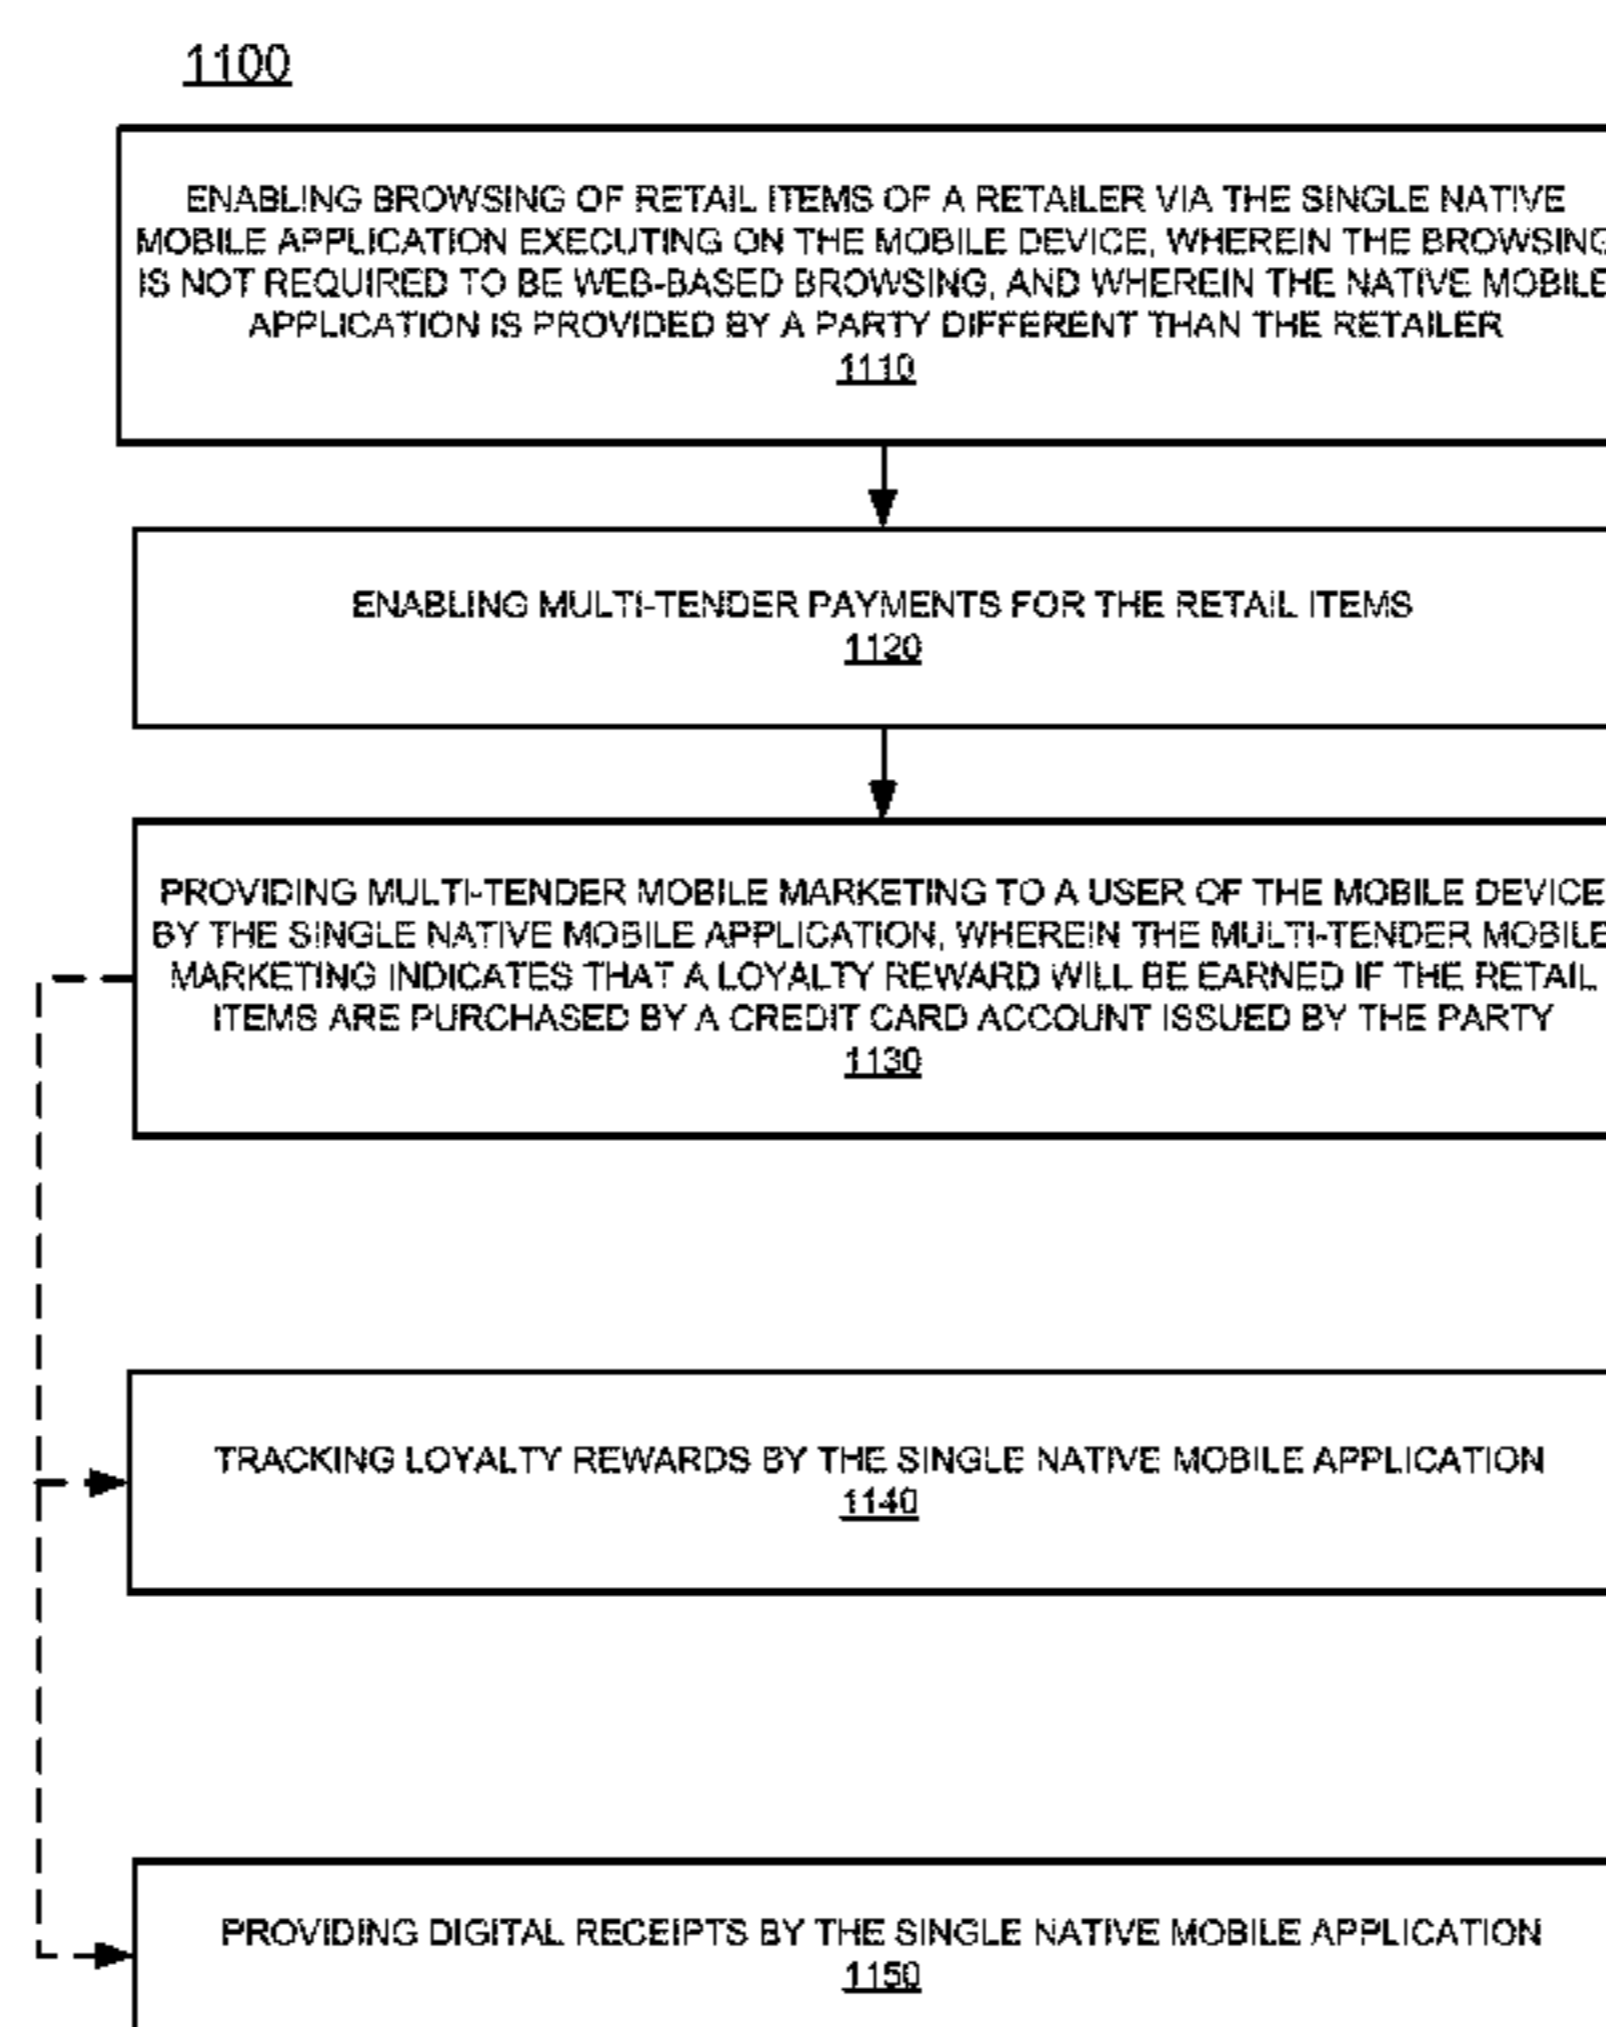 1100
ENABLING BROWSING OF RETAIL ITEMS OF A RETAILER VIA THE SINGLE NATIVE
MOBILE APPLICATION EXECUTING ON THE MOBILE DEVICE, WHEREIN THE BROWSING
IS NOT REQUIRED TO BE WEB-BASED BROWSING, AND WHEREIN THE NATIVE MOBILE
APPLICATION IS PROVIDED BY A PARTY DIFFERENT THAN THE RETAILER
1110
ENABLING MULTI-TENDER PAYMENTS FOR THE RETAIL ITEMS
1120
PROVIDING MULTI-TENDER MOBILE MARKETING TO A USER OF THE MOBILE DEVICE
BY THE SINGLE NATIVE MOBILE APPLICATION, WHEREIN THE MULTI-TENDER MOBILE
MARKETING INDICATES THAT A LOYALTY REWARD WILL BE EARNED IF THE RETAIL
ITEMS ARE PURCHASED BY A CREDIT CARD ACCOUNT ISSUED BY THE PARTY
1130
TRACKING LOYALTY REWARDS BY THE SINGLE NATIVE MOBILE APPLICATION
1140
PROVIDING DIGITAL RECEIPTS BY THE SINGLE NATIVE MOBILE APPLICATION
1150